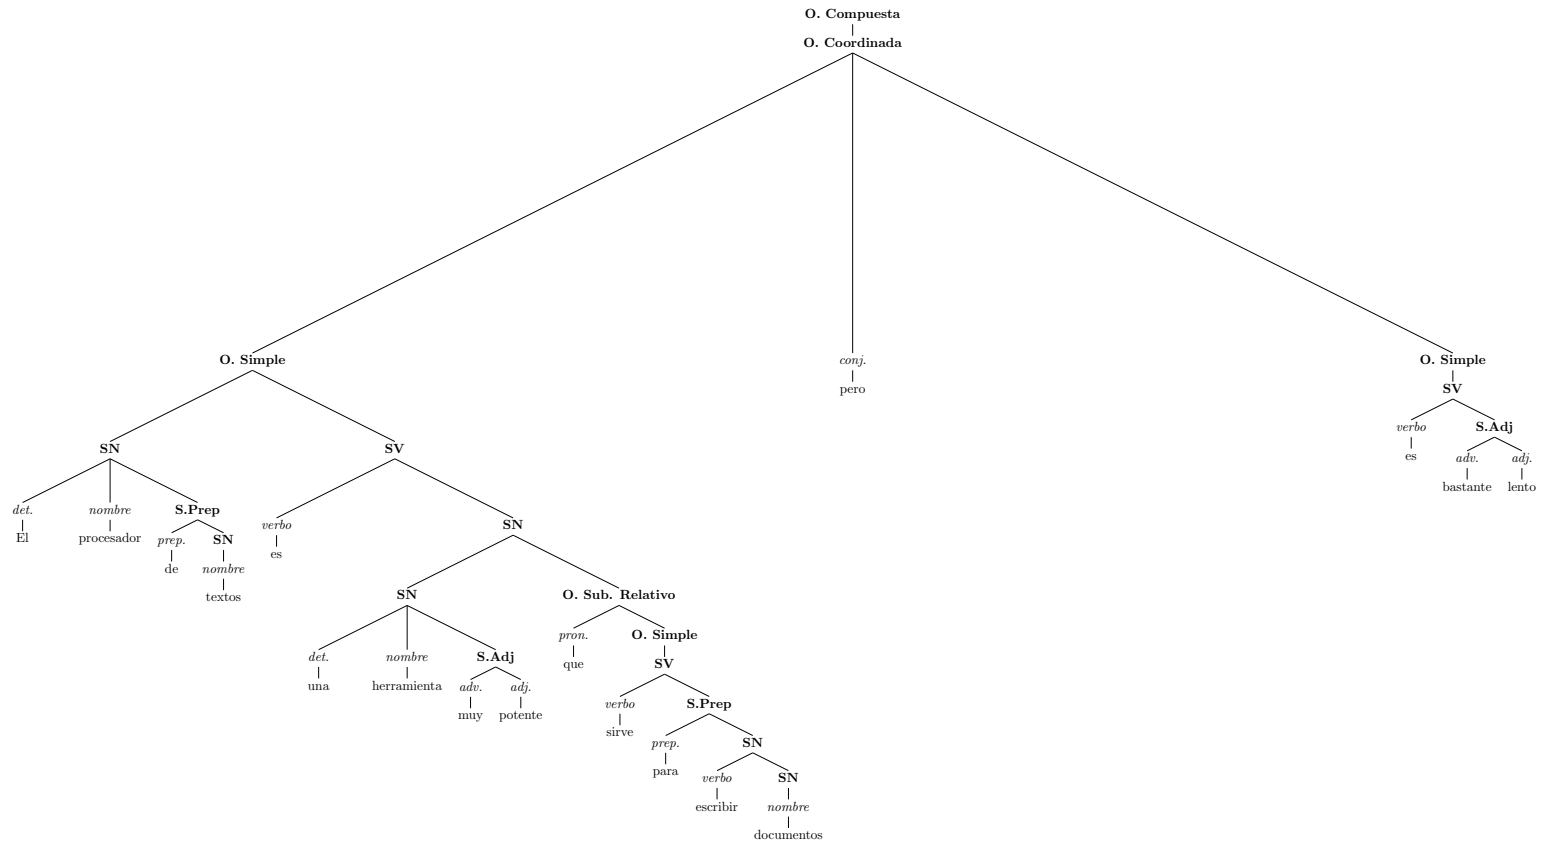 O. Compuesta
O. Coordinada
O. Simple conj. O. Simple
pero SV
verbo S.Adj
SN SV es adv. adj.
bastante lento
det. nombre S.Prep verbo SN
El procesador prep. SN es
de nombre
textos SN O. Sub. Relativo
pron. O. Simple
det. nombre S.Adj que SV
una herramienta adv. adj. verbo S.Prep
muy potente sirve prep. SN
para verbo SN
escribir nombre
documentos